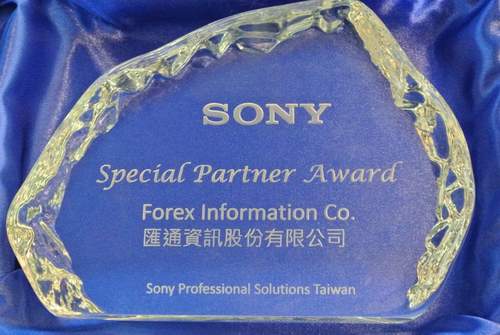 SONY
Special Partner Award
Forex Information Co.
匯通資訊股份有限公司
Sony Professional Solutions Taiwan